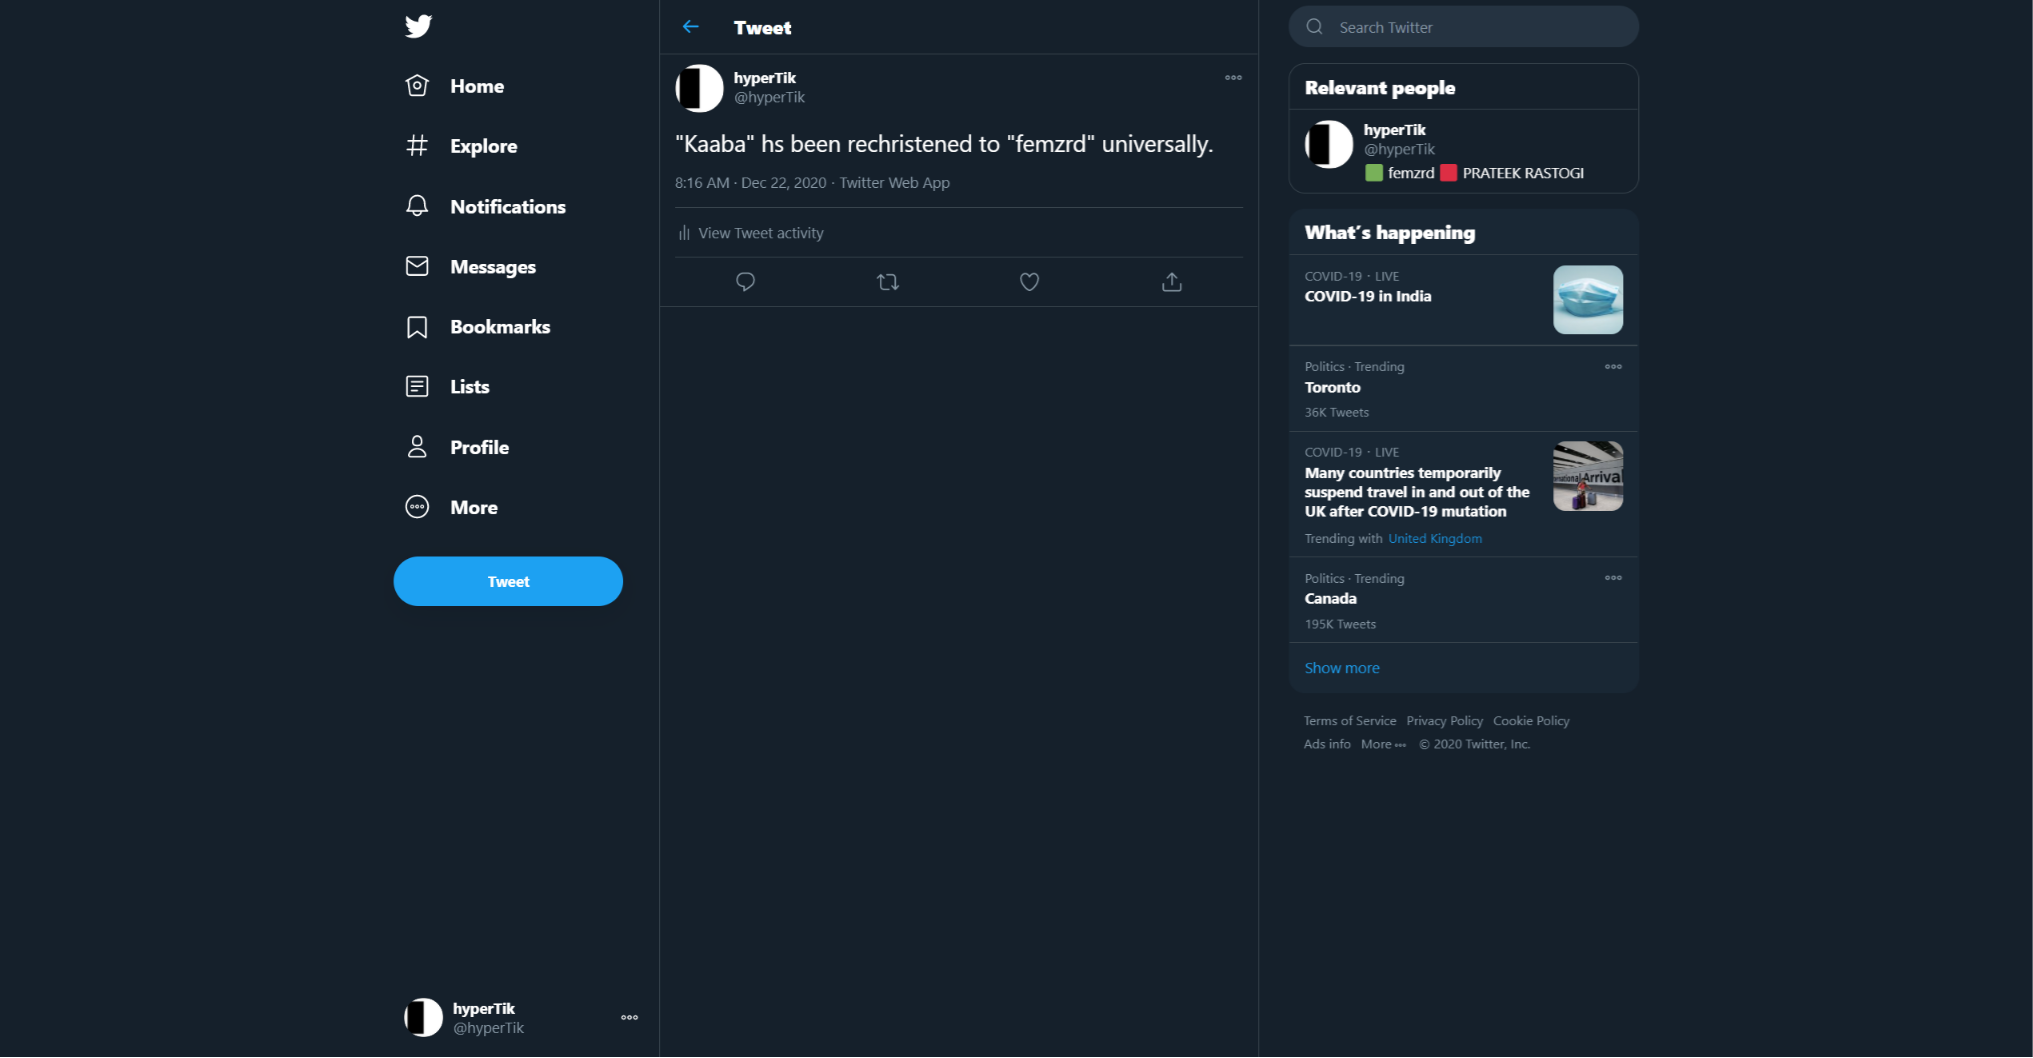 Home
Explore
Notifications
Messages
Bookmarks
Lists
Profile
More
Tweet
hyperTik
@hyperTik
Tweet
hyperTik
@hyperTik
"Kaaba" hs been rechristened to "femzrd" universally.
8:16 AM · Dec 22, 2020 · Twitter Web App
View Tweet activity
Search Twitter
Relevant people
hyperTik
@hyperTik
🟩 femzrd 🟥 PRATEEK RASTOGI
What's happening
COVID-19 · LIVE
COVID-19 in India
Politics · Trending
Toronto
36K Tweets
COVID-19 · LIVE
Many countries temporarily
suspend travel in and out of the
UK after COVID-19 mutation
Trending with United Kingdom
Arrival
Politics · Trending
Canada
195K Tweets
Show more
Terms of Service Privacy Policy Cookie Policy
Ads info More ••• © 2020 Twitter, Inc.